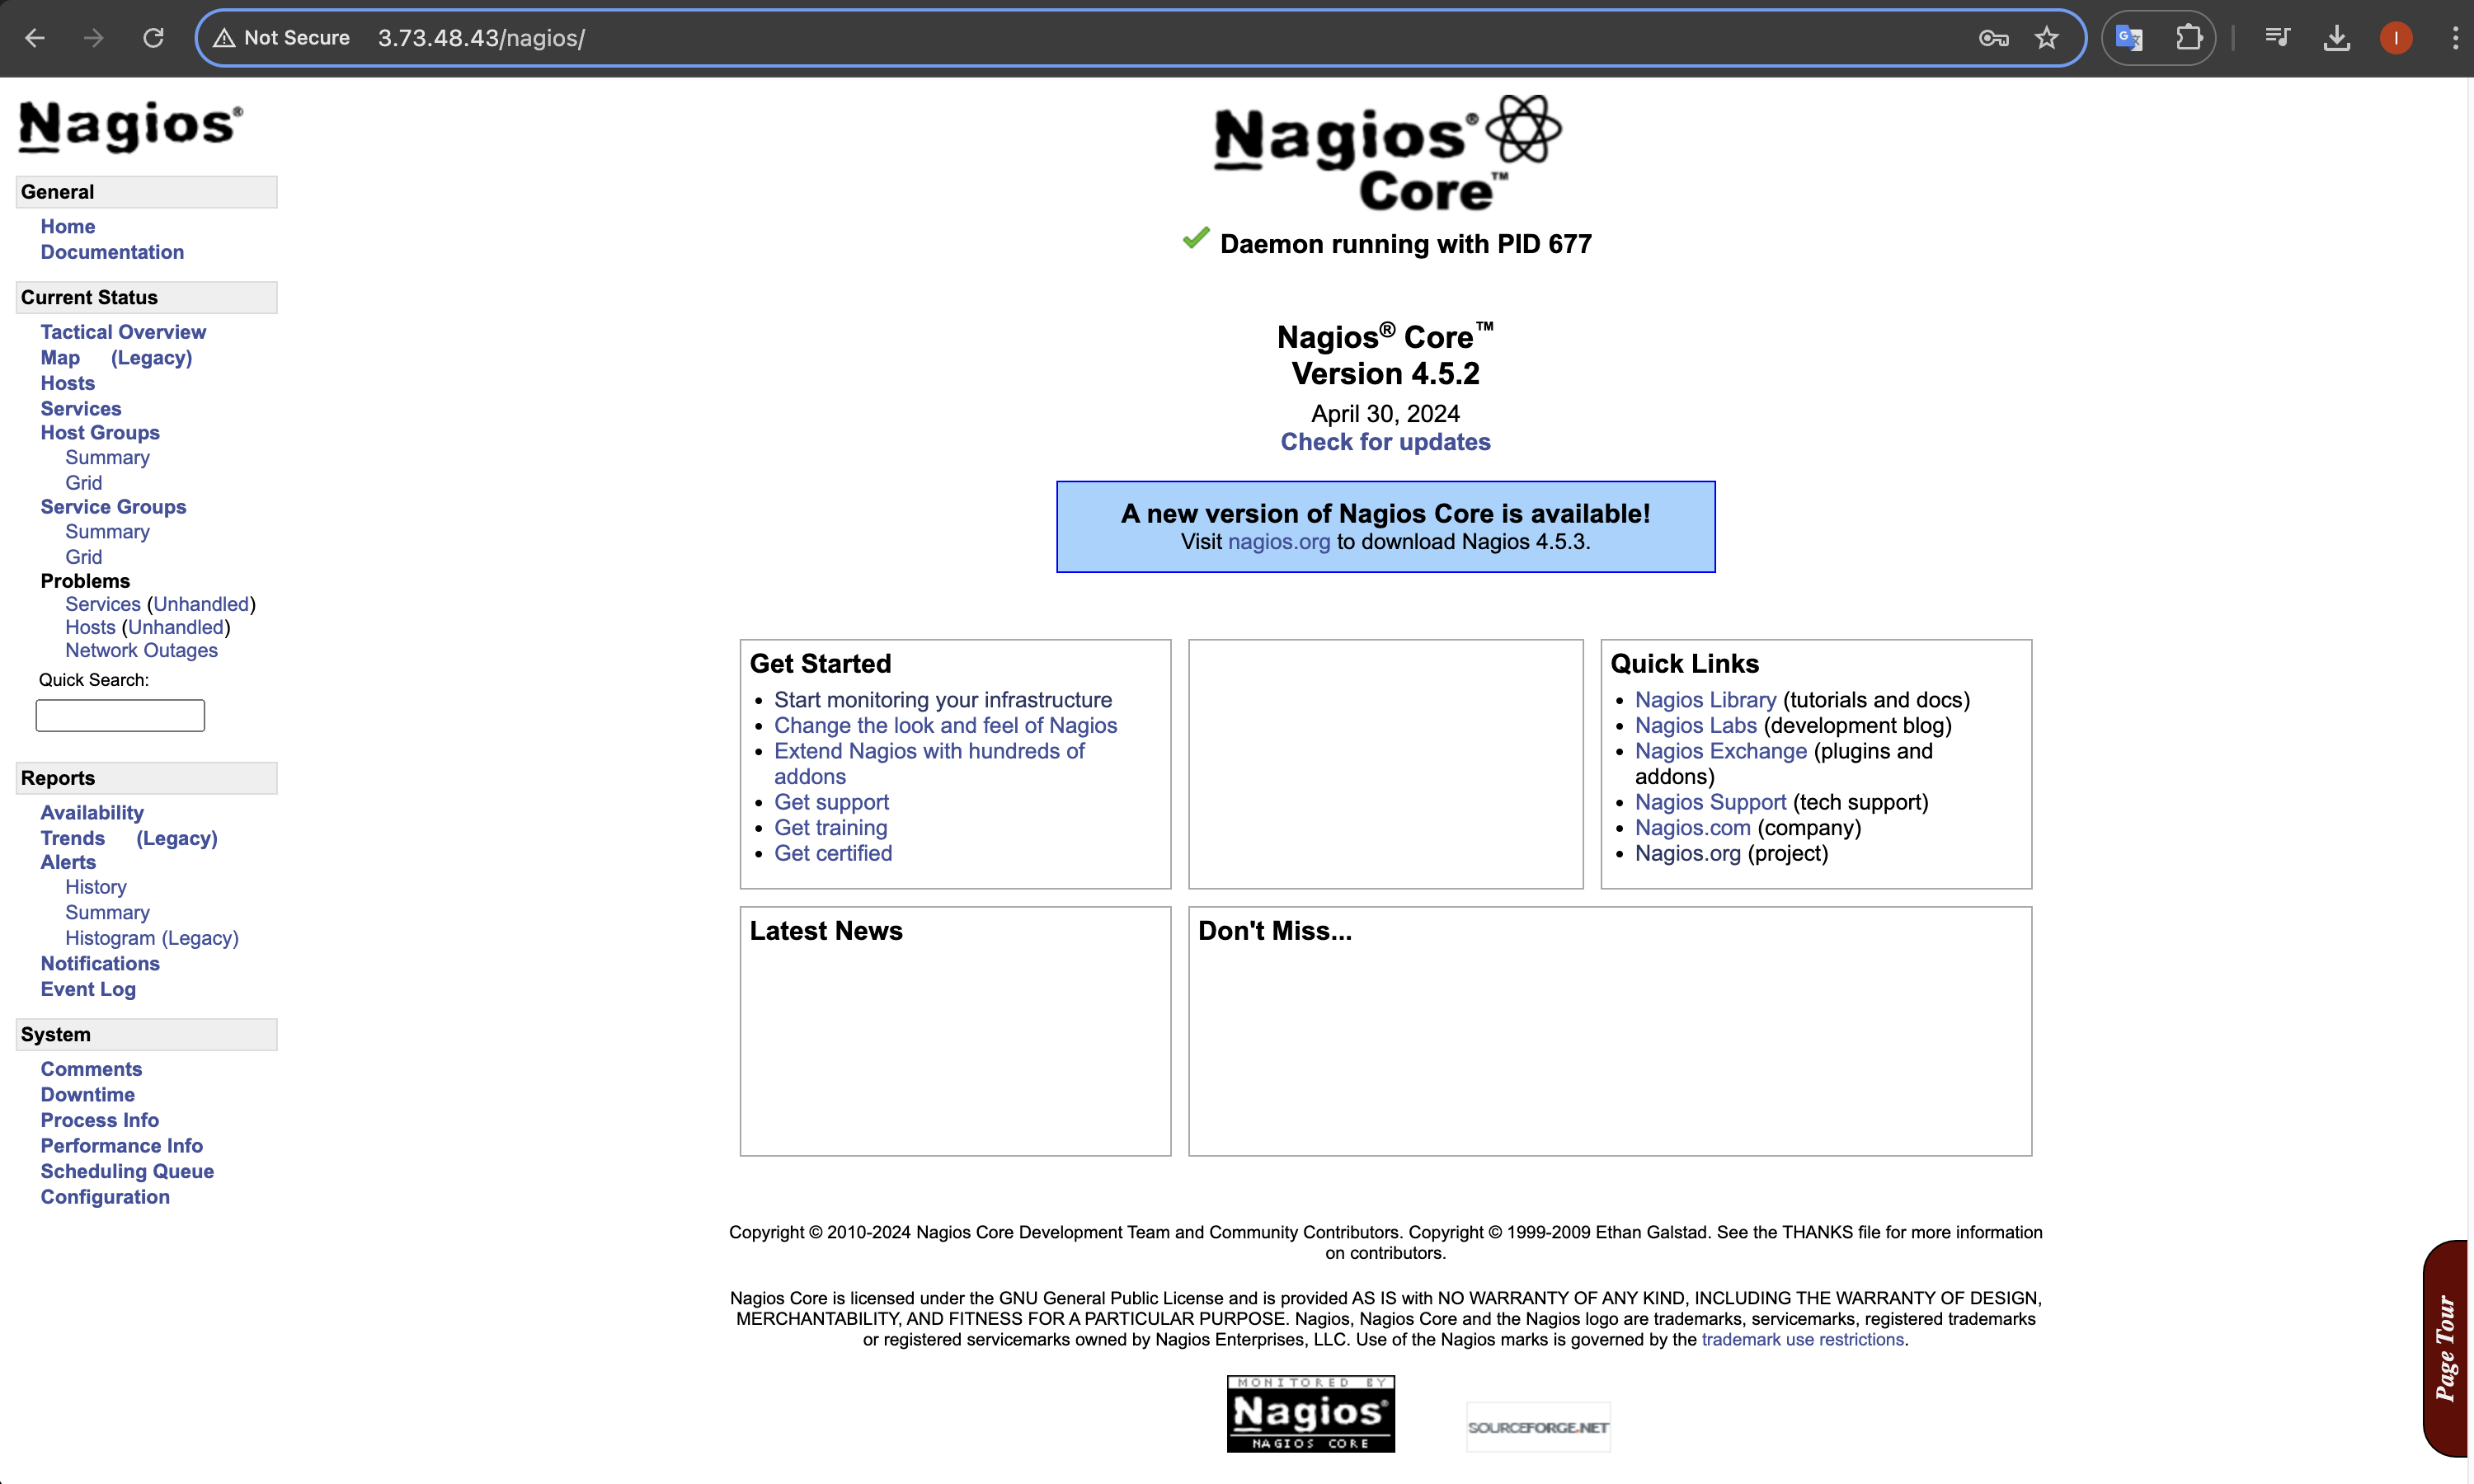 Not Secure 3.73.48.43/nagios/
I
Nagios®
General
Home
Documentation
Current Status
Tactical Overview
Map (Legacy)
Hosts
Services
Host Groups
Summary
Grid
Service Groups
Summary
Grid
Problems
Services (Unhandled)
Hosts (Unhandled)
Network Outages
Quick Search:
Reports
Availability
Trends (Legacy)
Alerts
History
Summary
Histogram (Legacy)
Notifications
Event Log
System
Comments
Downtime
Process Info
Performance Info
Scheduling Queue
Configuration
Nagios®
Core™
Daemon running with PID 677
Nagios® Core™
Version 4.5.2
April 30, 2024
Check for updates
A new version of Nagios Core is available!
Visit nagios.org to download Nagios 4.5.3.
Get Started
• Start monitoring your infrastructure
• Change the look and feel of Nagios
• Extend Nagios with hundreds of
addons
• Get support
• Get training
• Get certified
Quick Links
• Nagios Library (tutorials and docs)
• Nagios Labs (development blog)
• Nagios Exchange (plugins and
addons)
• Nagios Support (tech support)
• Nagios.com (company)
• Nagios.org (project)
Latest News
Don't Miss...
Copyright © 2010-2024 Nagios Core Development Team and Community Contributors. Copyright © 1999-2009 Ethan Galstad. See the THANKS file for more information
on contributors.
Nagios Core is licensed under the GNU General Public License and is provided AS IS with NO WARRANTY OF ANY KIND, INCLUDING THE WARRANTY OF DESIGN,
MERCHANTABILITY, AND FITNESS FOR A PARTICULAR PURPOSE. Nagios, Nagios Core and the Nagios logo are trademarks, servicemarks, registered trademarks
or registered servicemarks owned by Nagios Enterprises, LLC. Use of the Nagios marks is governed by the trademark use restrictions.
MONITORED BY
Nagios®
NAGIOS CORE
SOURCEFORGE.NET
Page Tour